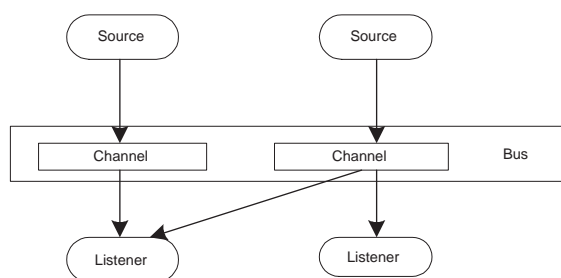 Source
Source
Channel
Channel
Bus
Listener
Listener